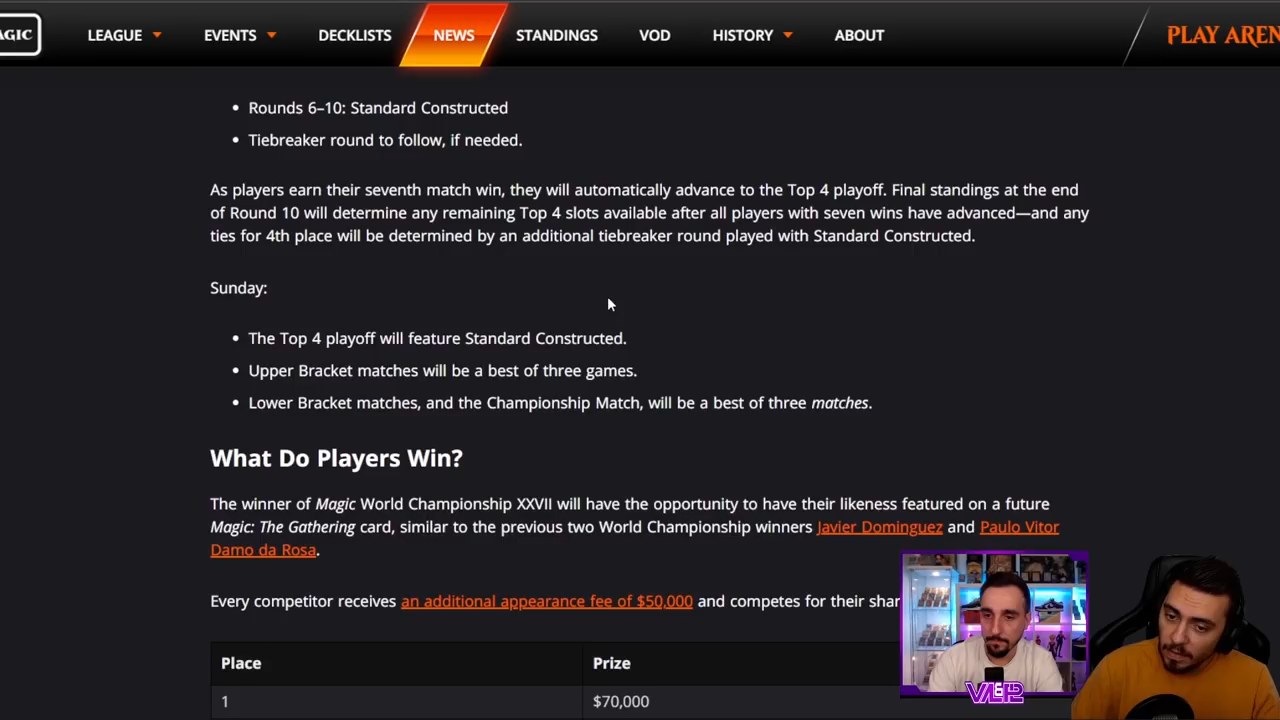 AGIC
LEAGUE EVENTS DECKLISTS NEWS STANDINGS VOD HISTORY ABOUT PLAY AREN
Rounds 6–10: Standard Constructed
Tiebreaker round to follow, if needed.
As players earn their seventh match win, they will automatically advance to the Top 4 playoff. Final standings at the end
of Round 10 will determine any remaining Top 4 slots available after all players with seven wins have advanced—and any
ties for 4th place will be determined by an additional tiebreaker round played with Standard Constructed.
Sunday:
The Top 4 playoff will feature Standard Constructed.
Upper Bracket matches will be a best of three games.
Lower Bracket matches, and the Championship Match, will be a best of three matches.
What Do Players Win?
The winner of Magic World Championship XXVII will have the opportunity to have their likeness featured on a future
Magic: The Gathering card, similar to the previous two World Championship winners Javier Dominguez and Paulo Vitor
Damo da Rosa.
Every competitor receives an additional appearance fee of $50,000 and competes for their shar
Place Prize
1 $70,000